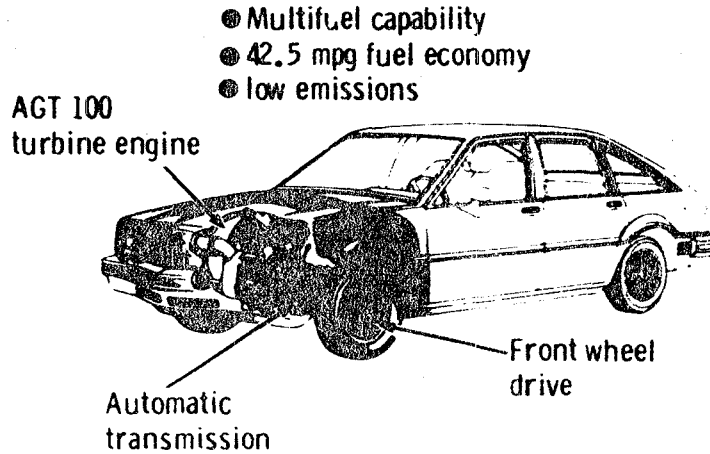 ● Multifuel capability
● 42.5 mpg fuel economy
● low emissions
AGT 100
turbine engine
Front wheel
drive
Automatic
transmission